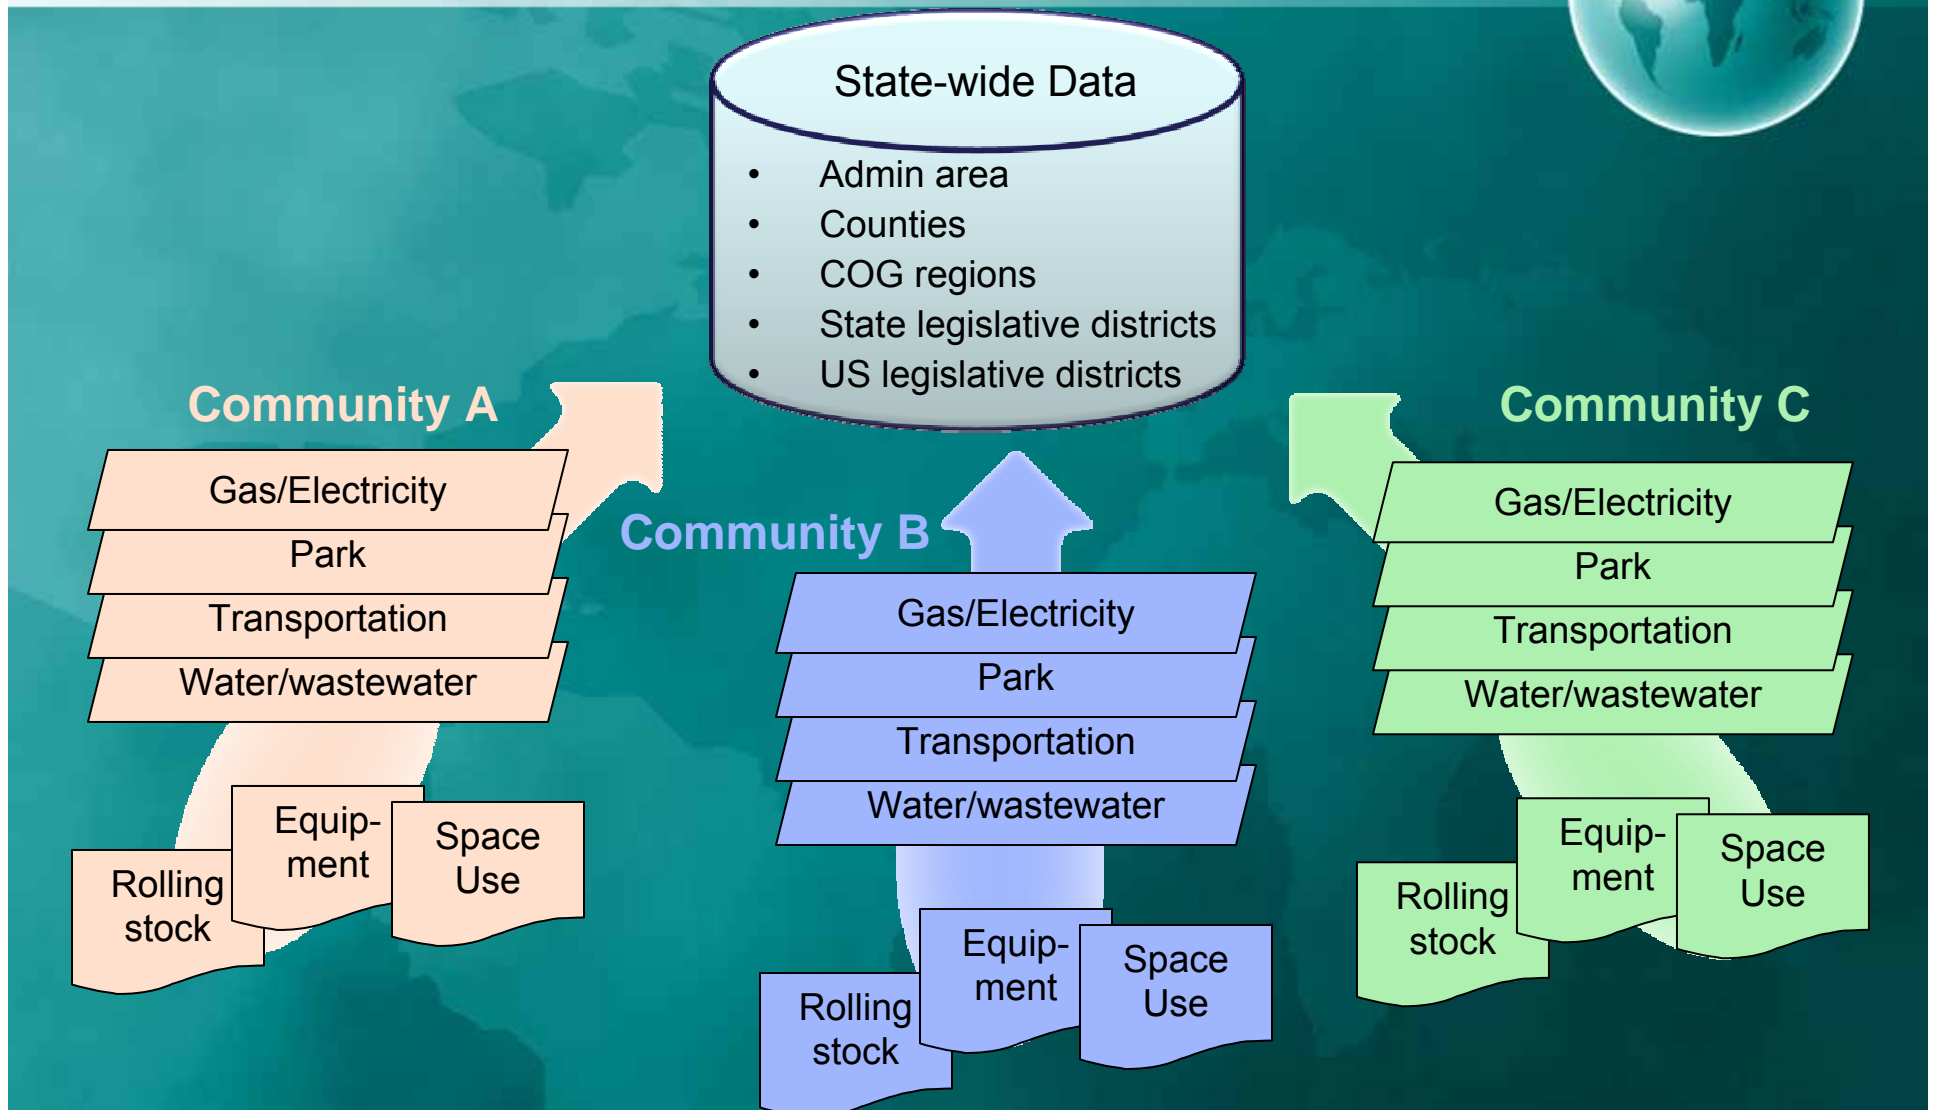 State-wide Data
• Admin area
• Counties
• COG regions
• State legislative districts
• US legislative districts
Community A
Gas/Electricity
Park
Transportation
Water/wastewater
Rolling
stock
Equip-
ment
Space
Use
Community B
Gas/Electricity
Park
Transportation
Water/wastewater
Rolling
stock
Equip-
ment
Space
Use
Community C
Gas/Electricity
Park
Transportation
Water/wastewater
Rolling
stock
Equip-
ment
Space
Use